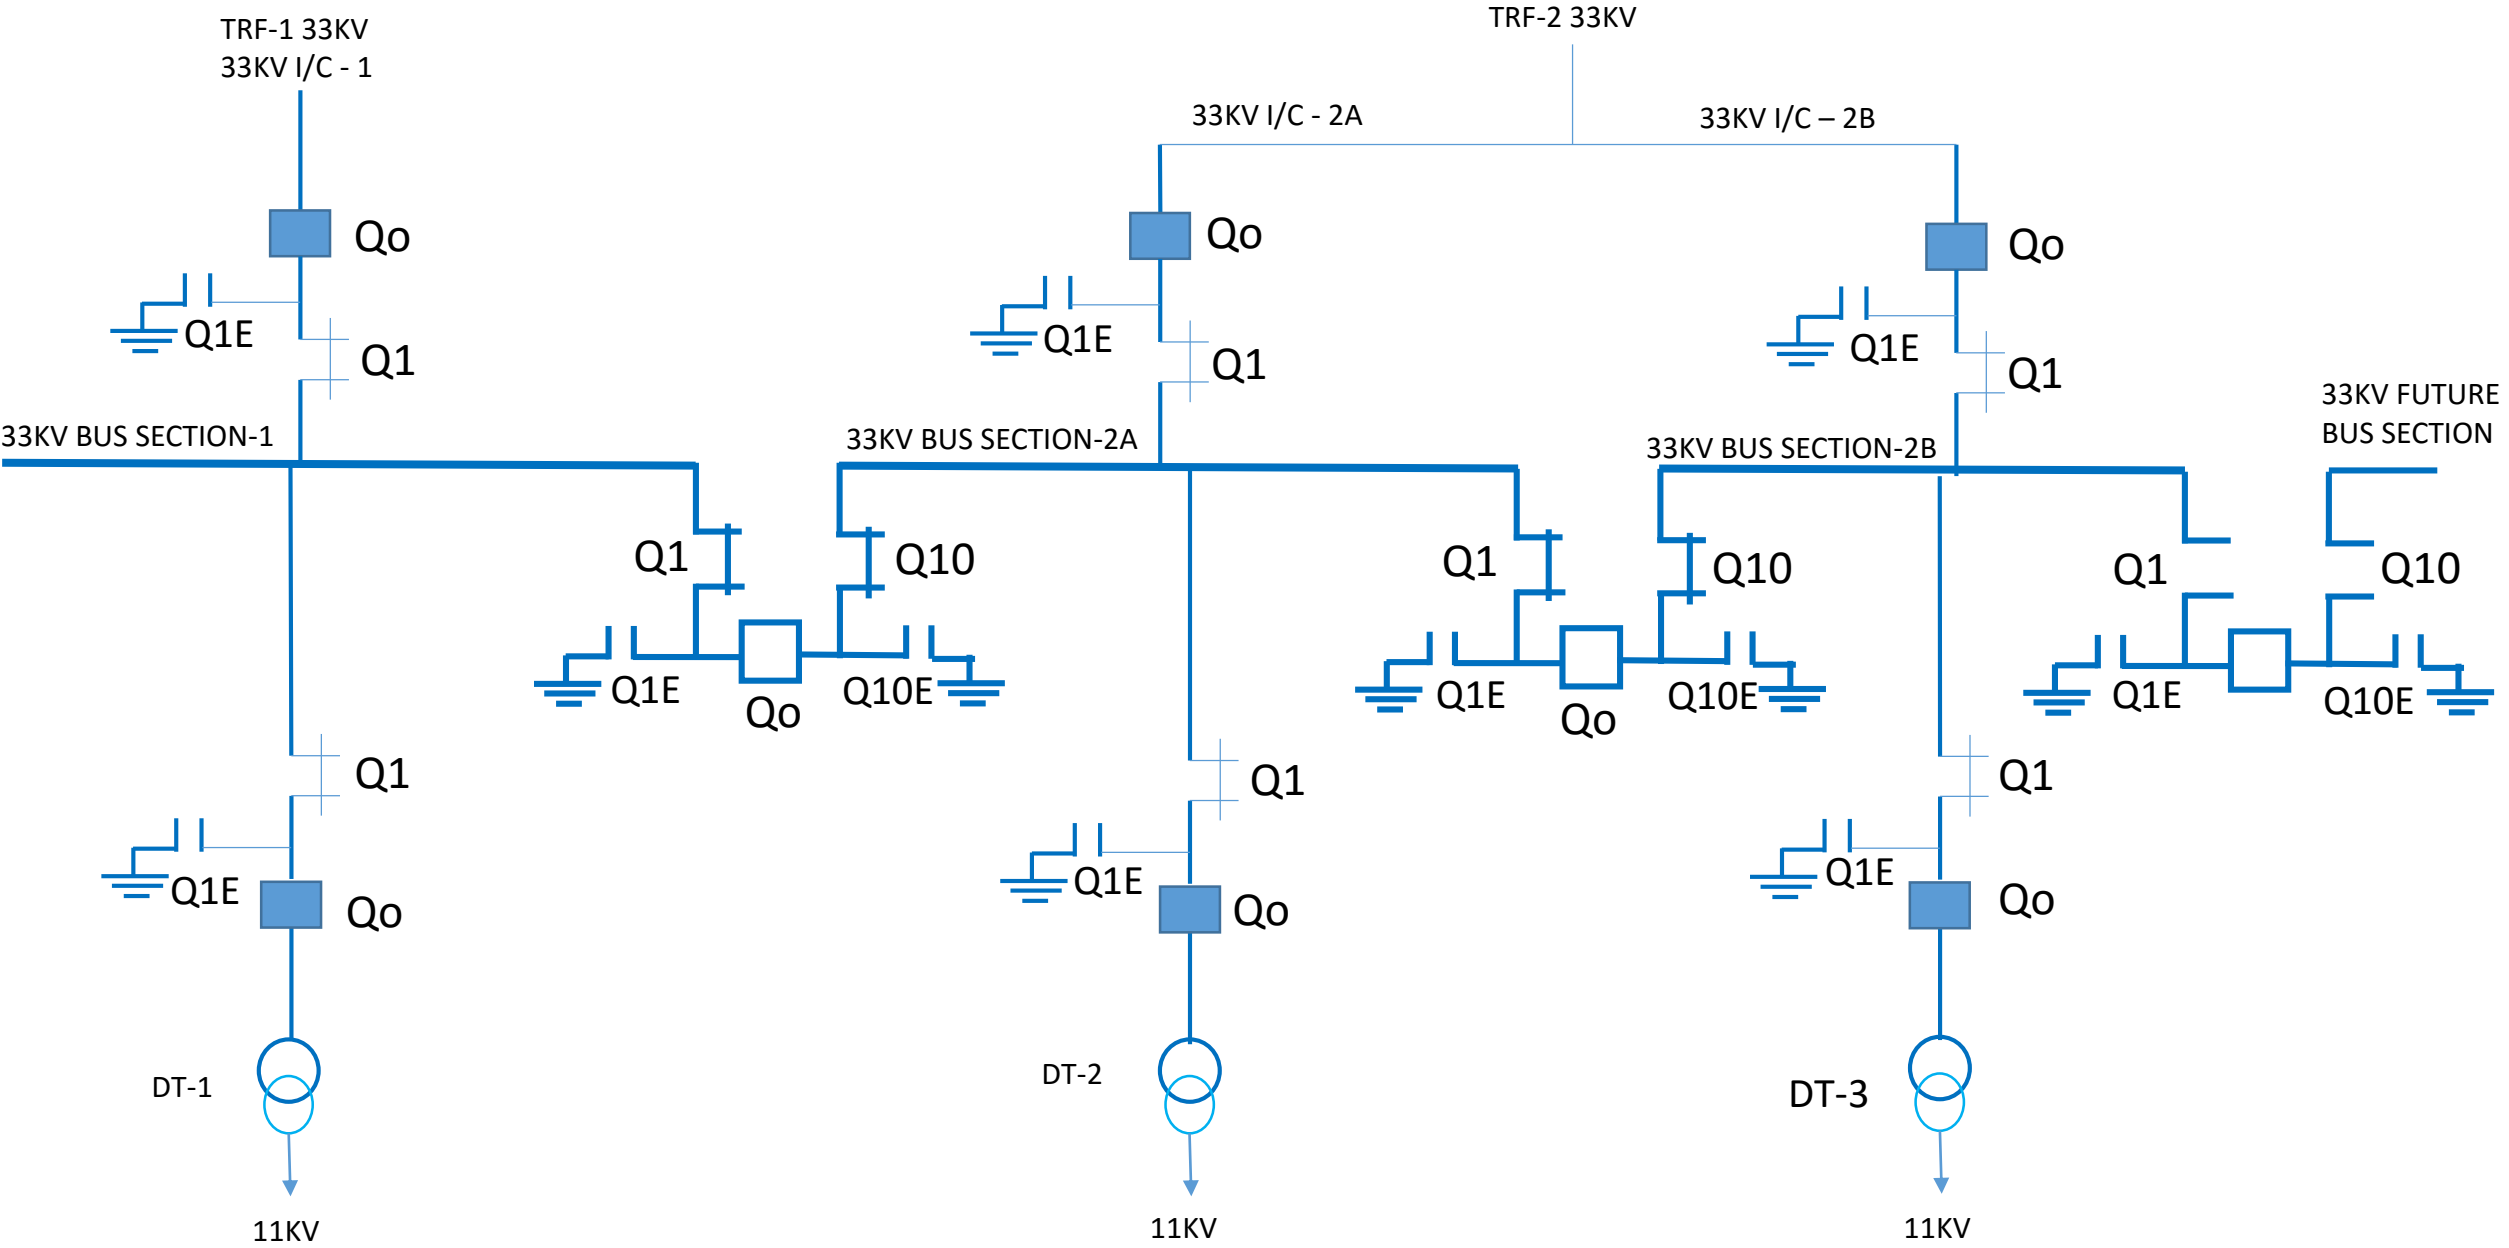 TRF-1 33KV
33KV I/C - 1
TRF-2 33KV
33KV I/C - 2A
33KV I/C – 2B
Qo
Qo
Qo
Q1E
Q1
Q1E
Q1
Q1E
Q1
33KV FUTURE
BUS SECTION
33KV BUS SECTION-1
33KV BUS SECTION-2A
33KV BUS SECTION-2B
Q1
Q10
Q1
Q10
Q1
Q10
Q1E
Qo
Q10E
Q1E
Qo
Q10E
Q1E
Q10E
Q1
Q1
Q1
Q1E
Qo
Q1E
Qo
Q1E
Qo
DT-1
DT-2
DT-3
11KV
11KV
11KV